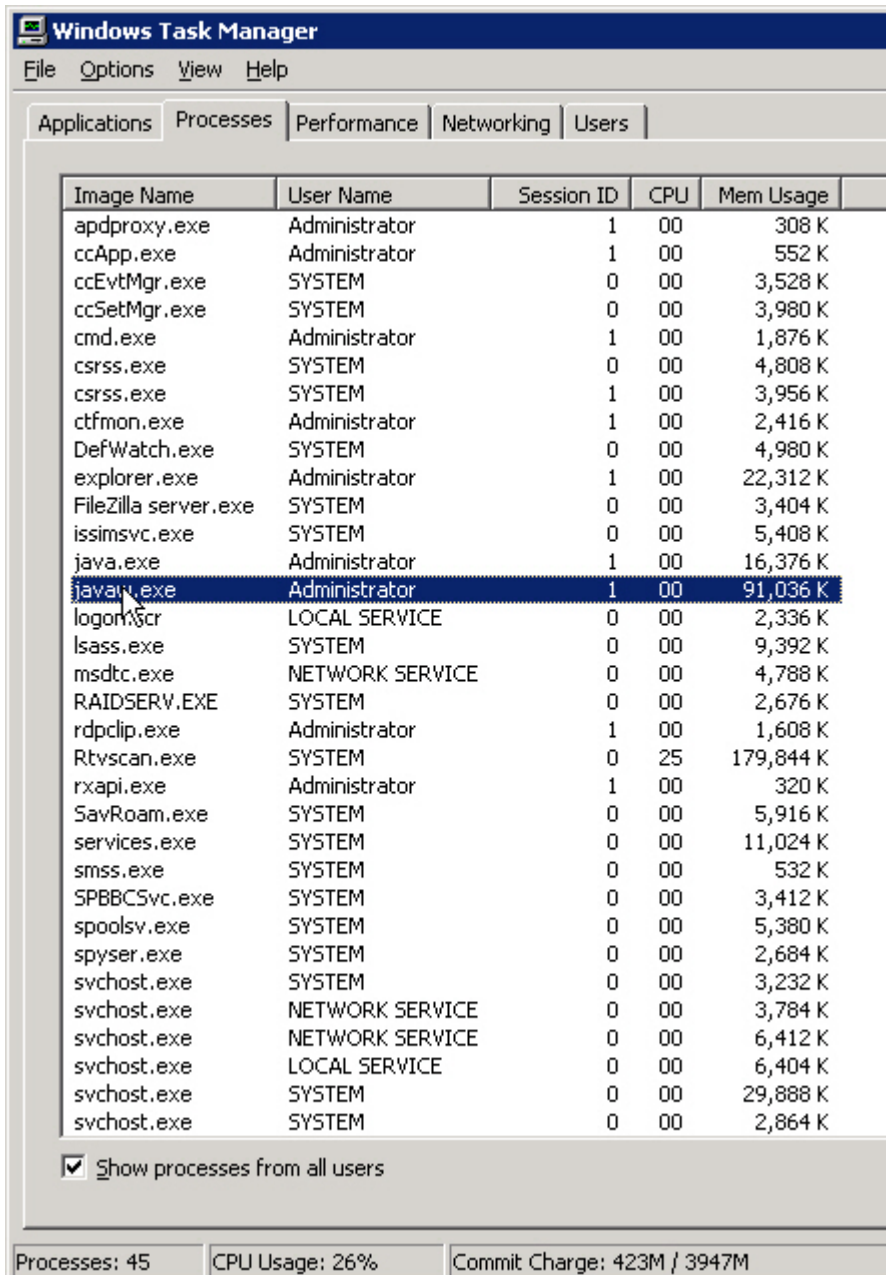 Windows Task Manager
File Options View Help
Applications Processes Performance Networking Users
Image Name User Name Session ID CPU Mem Usage
apdproxy.exe Administrator 1 00 308 K
ccApp.exe Administrator 1 00 552 K
ccEvtMgr.exe SYSTEM 0 00 3,528 K
ccSetMgr.exe SYSTEM 0 00 3,980 K
cmd.exe Administrator 1 00 1,876 K
csrss.exe SYSTEM 0 00 4,808 K
csrss.exe SYSTEM 1 00 3,956 K
ctfmon.exe Administrator 1 00 2,416 K
DefWatch.exe SYSTEM 0 00 4,980 K
explorer.exe Administrator 1 00 22,312 K
FileZilla server.exe SYSTEM 0 00 3,404 K
issimsvc.exe SYSTEM 0 00 5,408 K
java.exe Administrator 1 00 16,376 K
javaw.exe Administrator 1 00 91,036 K
logon.scr LOCAL SERVICE 0 00 2,336 K
lsass.exe SYSTEM 0 00 9,392 K
msdtc.exe NETWORK SERVICE 0 00 4,788 K
RAIDSERV.EXE SYSTEM 0 00 2,676 K
rdpclip.exe Administrator 1 00 1,608 K
Rtvscan.exe SYSTEM 0 25 179,844 K
rxapi.exe Administrator 1 00 320 K
SavRoam.exe SYSTEM 0 00 5,916 K
services.exe SYSTEM 0 00 11,024 K
smss.exe SYSTEM 0 00 532 K
SPBBCSvc.exe SYSTEM 0 00 3,412 K
spoolsv.exe SYSTEM 0 00 5,380 K
spyser.exe SYSTEM 0 00 2,684 K
svchost.exe SYSTEM 0 00 3,232 K
svchost.exe NETWORK SERVICE 0 00 3,784 K
svchost.exe NETWORK SERVICE 0 00 6,412 K
svchost.exe LOCAL SERVICE 0 00 6,404 K
svchost.exe SYSTEM 0 00 29,888 K
svchost.exe SYSTEM 0 00 2,864 K
Show processes from all users
Processes: 45 CPU Usage: 26% Commit Charge: 423M / 3947M